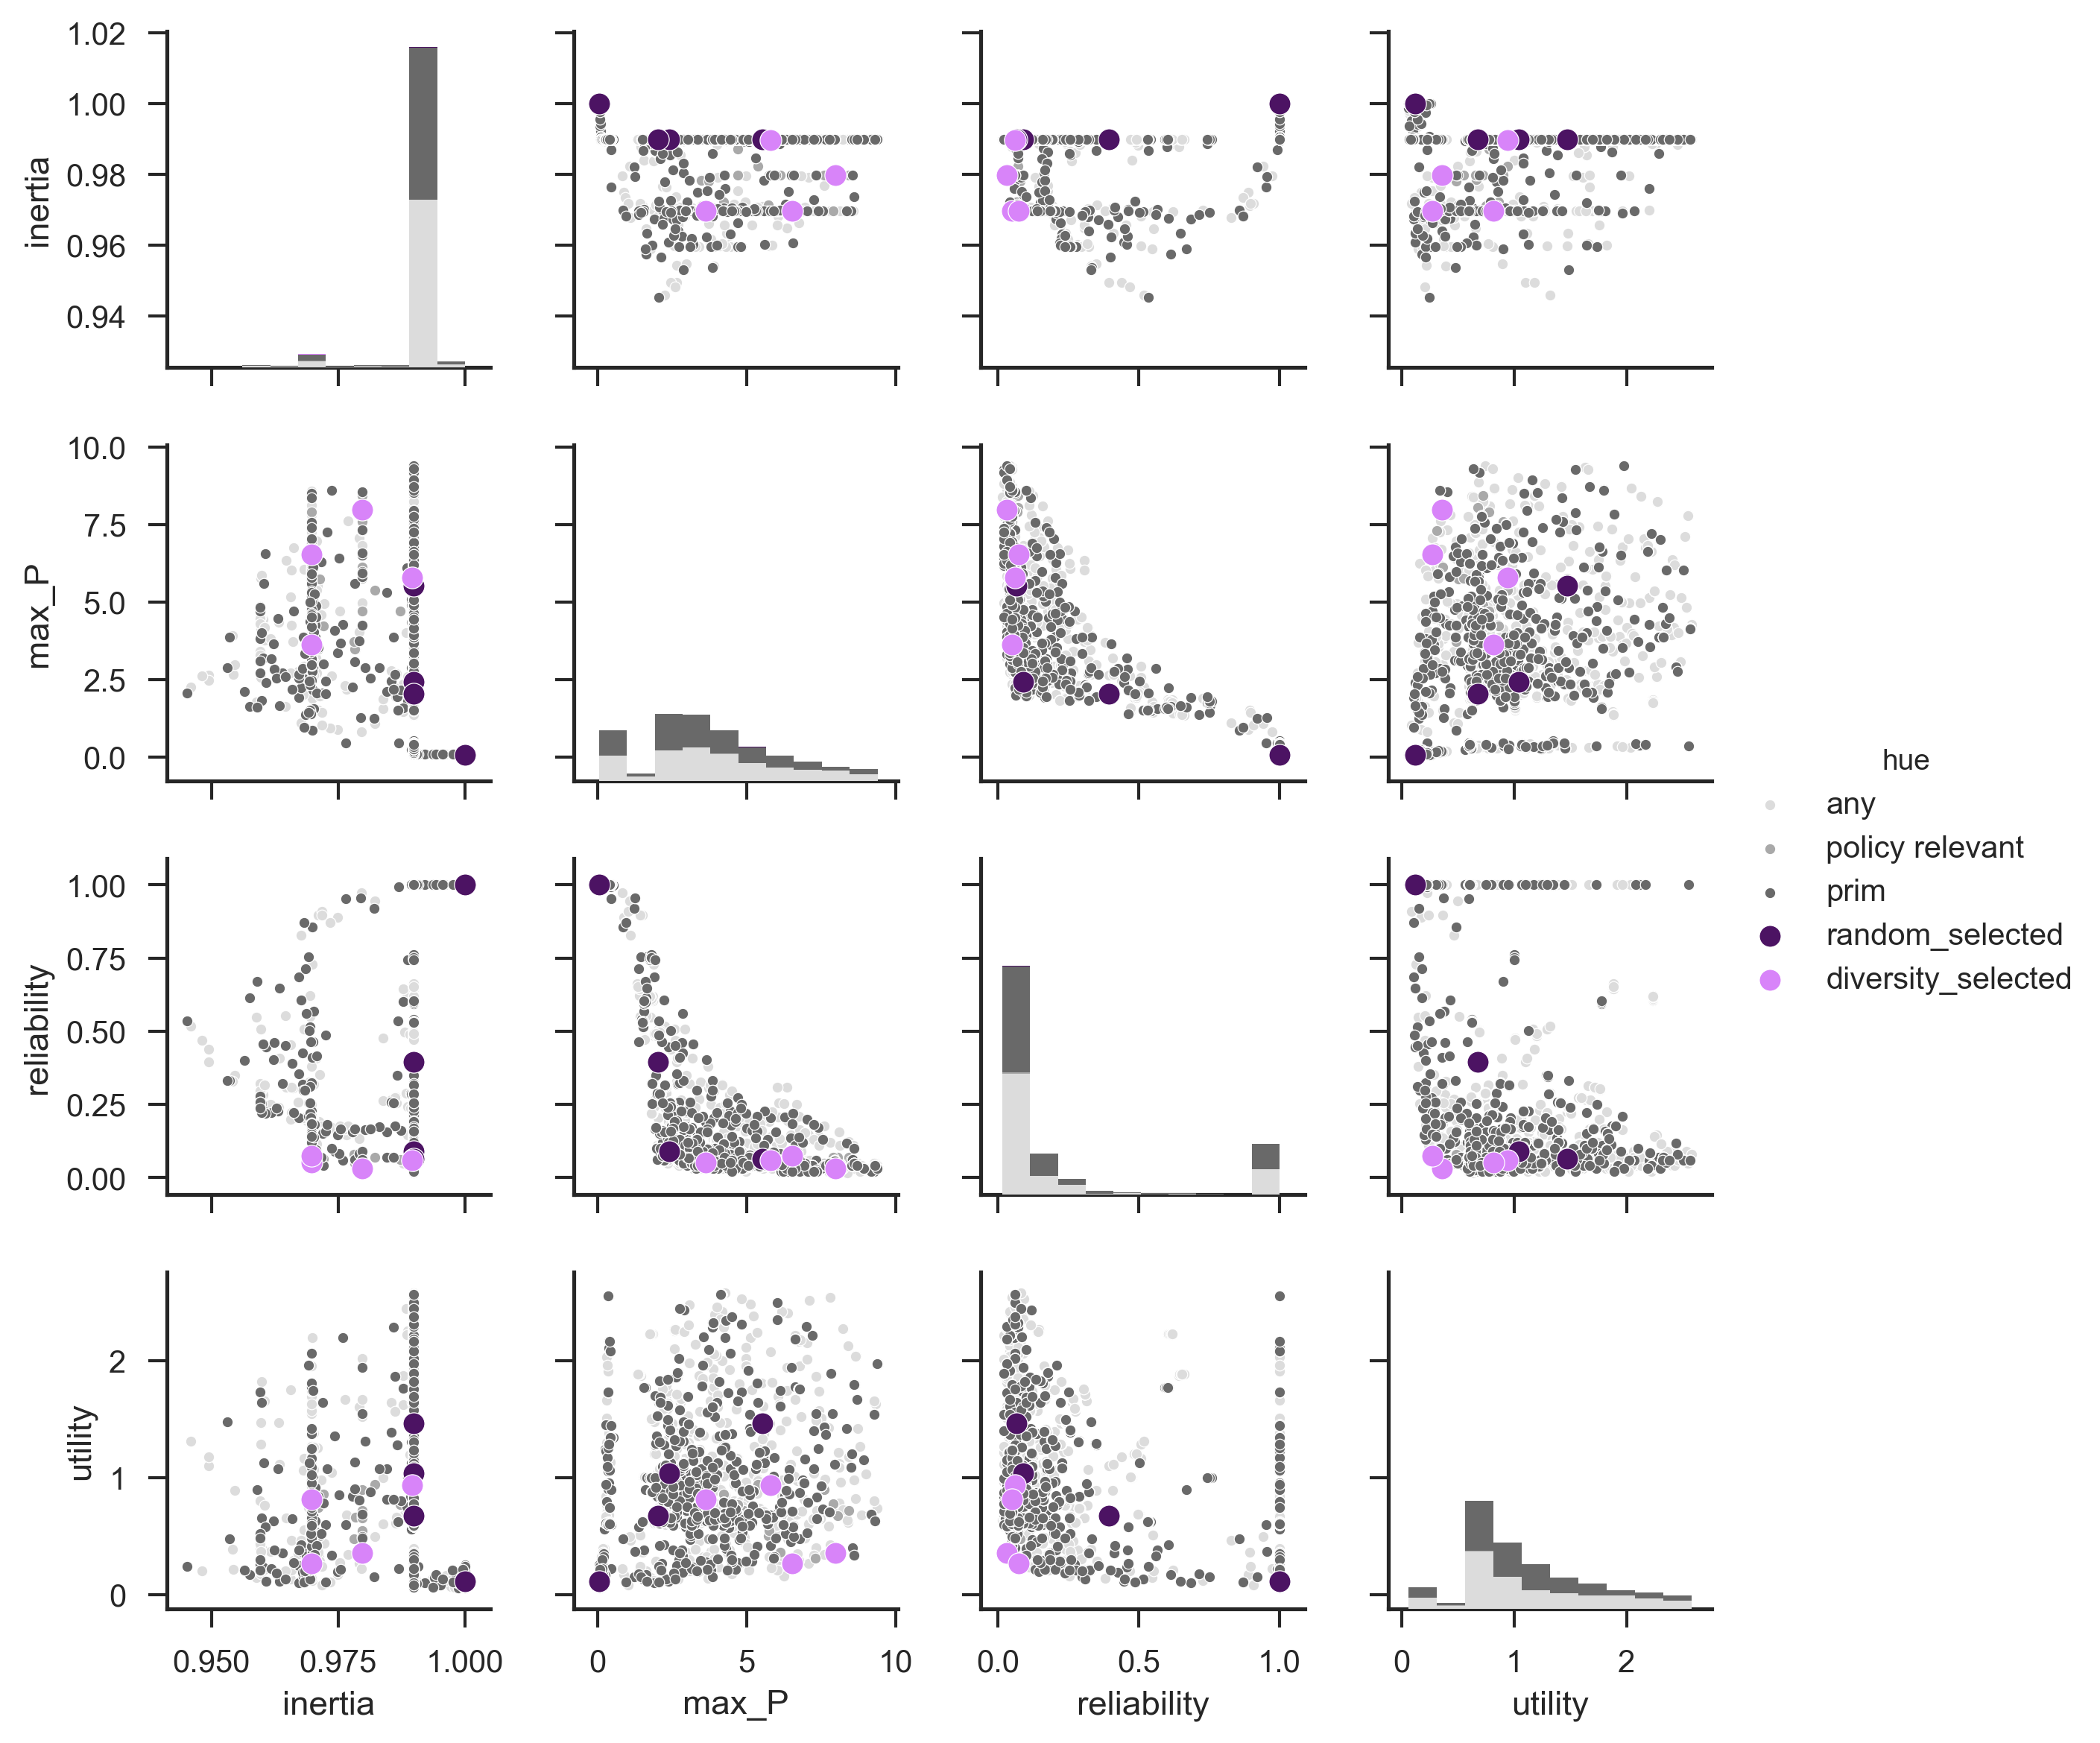 1.02
1.00
0.98
0.96
0.94
inertia
10.0
7.5
5.0
2.5
0.0
max_P
1.00
0.75
0.50
0.25
0.00
reliability
2
1
0
utility
0.950 0.975 1.000
inertia
0 5 10
max_P
0.0 0.5 1.0
reliability
0 1 2
utility
hue
any
policy relevant
prim
random_selected
diversity_selected